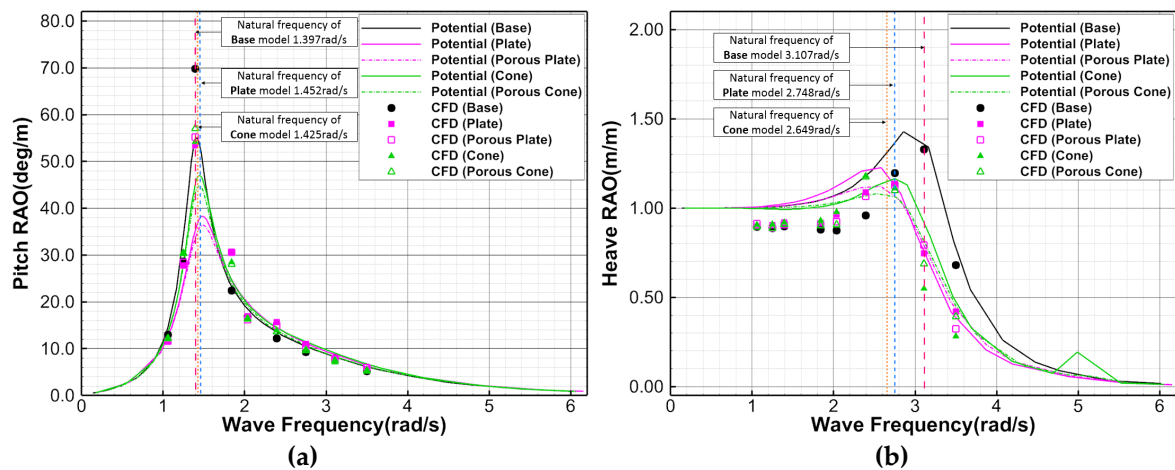 80.0
70.0
60.0
50.0
40.0
30.0
20.0
10.0
0.0
Pitch RAO(deg/m)
0 1 2 3 4 5 6
Wave Frequency(rad/s)
Natural frequency of
Base model 1.397rad/s
Natural frequency of
Plate model 1.452rad/s
Natural frequency of
Cone model 1.425rad/s
Potential (Base)
Potential (Plate)
Potential (Porous Plate)
Potential (Cone)
Potential (Porous Cone)
CFD (Base)
CFD (Plate)
CFD (Porous Plate)
CFD (Cone)
CFD (Porous Cone)
(a)
2.00
1.50
1.00
0.50
0.00
Heave RAO(m/m)
0 1 2 3 4 5 6
Wave Frequency(rad/s)
Natural frequency of
Base model 3.107rad/s
Natural frequency of
Plate model 2.748rad/s
Natural frequency of
Cone model 2.649rad/s
Potential (Base)
Potential (Plate)
Potential (Porous Plate)
Potential (Cone)
Potential (Porous Cone)
CFD (Base)
CFD (Plate)
CFD (Porous Plate)
CFD (Cone)
CFD (Porous Cone)
(b)